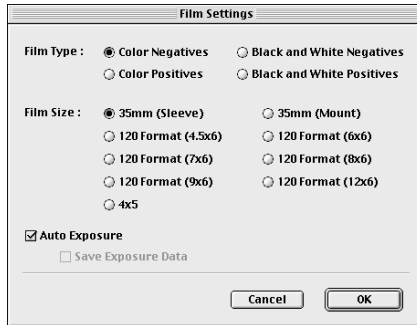 Film Settings
Film Type : Color Negatives Black and White Negatives
Color Positives Black and White Positives
Film Size : 35mm (Sleeve) 35mm (Mount)
120 Format (4.5x6) 120 Format (6x6)
120 Format (7x6) 120 Format (8x6)
120 Format (9x6) 120 Format (12x6)
4x5
Auto Exposure
Save Exposure Data
Cancel OK